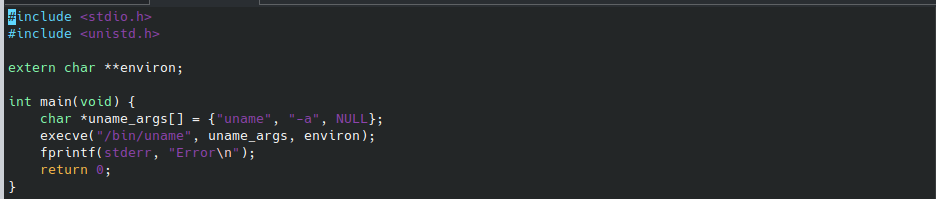 #include <stdio.h>
#include <unistd.h>

extern char **environ;

int main(void) {
    char *uname_args[] = {"uname", "-a", NULL};
    execve("/bin/uname", uname_args, environ);
    fprintf(stderr, "Error\n");
    return 0;
}